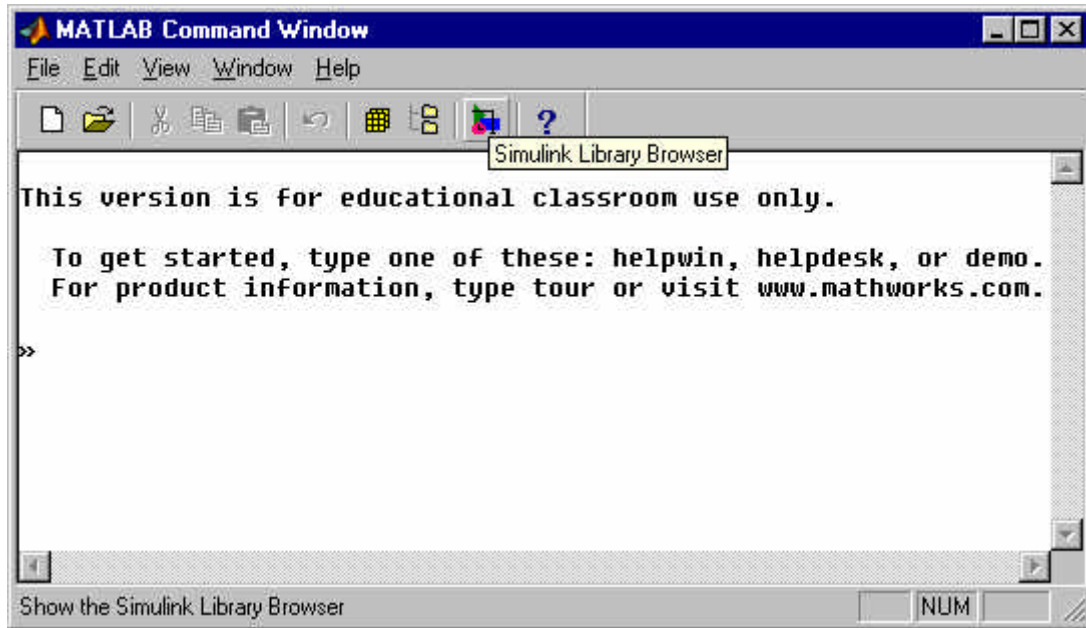 MATLAB Command Window
File Edit View Window Help
?
Simulink Library Browser
This version is for educational classroom use only.
To get started, type one of these: helpwin, helpdesk, or demo.
For product information, type tour or visit www.mathworks.com.
»
Show the Simulink Library Browser NUM